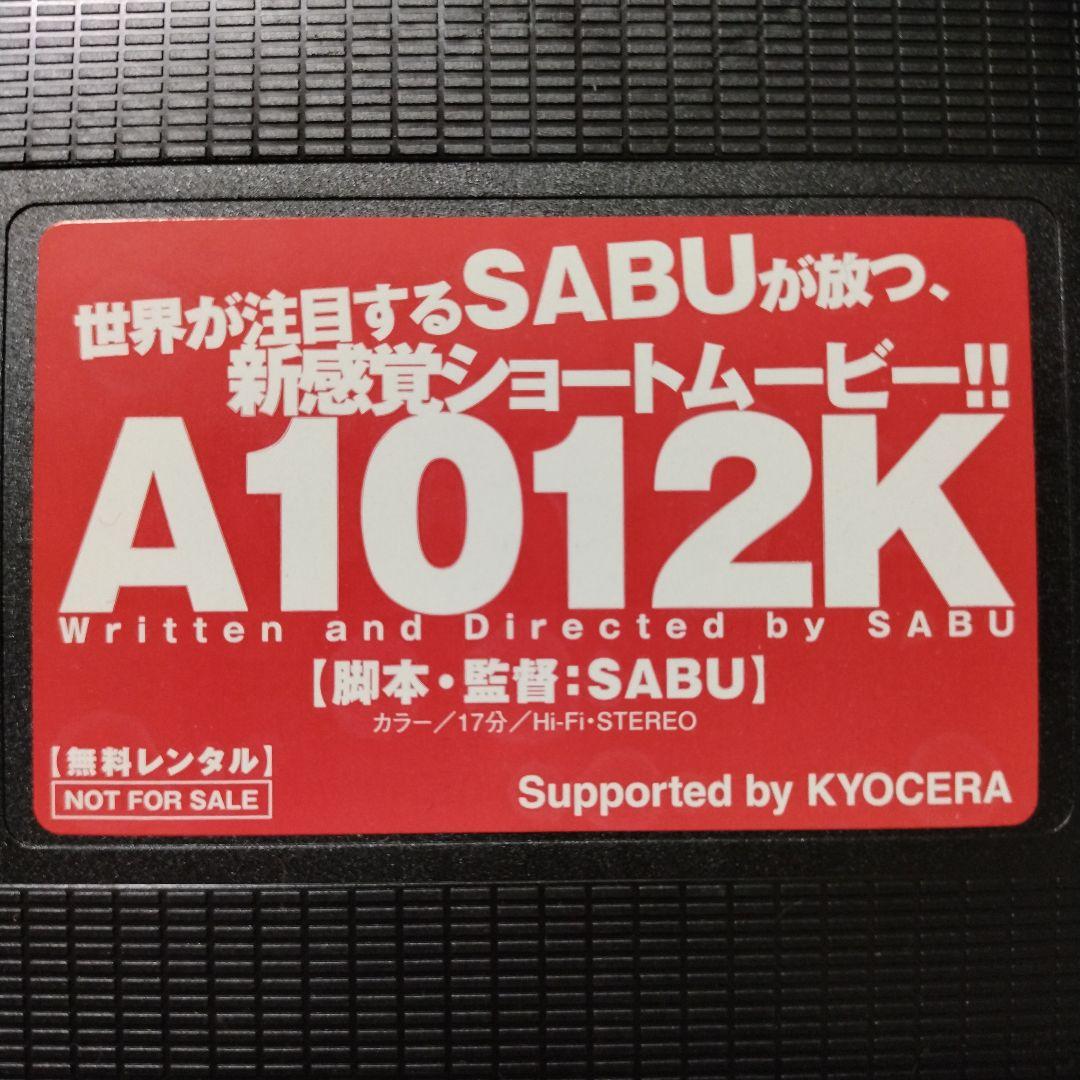 世界が注目するSABUが放つ、
新感覚ショートムービー!!
A1012K
Written and Directed by SABU
【脚本・監督：SABU】
カラー／17分／Hi-Fi・STEREO
【無料レンタル】
NOT FOR SALE
Supported by KYOCERA